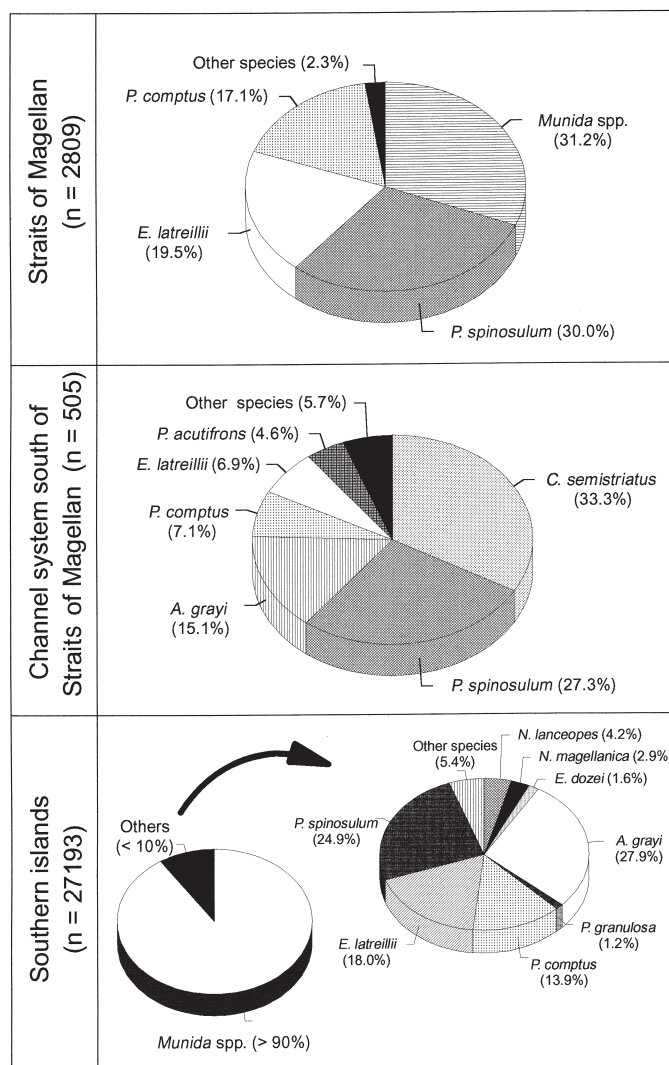 Straits of Magellan
(n = 2809)
Other species (2.3%)
P. comptus (17.1%)
Munida spp.
(31.2%)
E. latreillii
(19.5%)
P. spinosulum (30.0%)
Channel system south of
Straits of Magellan (n = 505)
Other species (5.7%)
P. acutifrons (4.6%)
E. latreillii (6.9%)
P. comptus
(7.1%)
C. semistriatus
(33.3%)
A. grayi
(15.1%)
P. spinosulum (27.3%)
Southern islands
(n = 27193)
Others
(< 10%)
Munida spp. (> 90%)
N. lanceopes (4.2%)
Other species
(5.4%)
N. magellanica (2.9%
E. dozei (1.6%)
P. spinosulum
(24.9%)
A. grayi
(27.9%)
P. granulosa
(1.2%)
E. latreillii
(18.0%)
P. comptus
(13.9%)